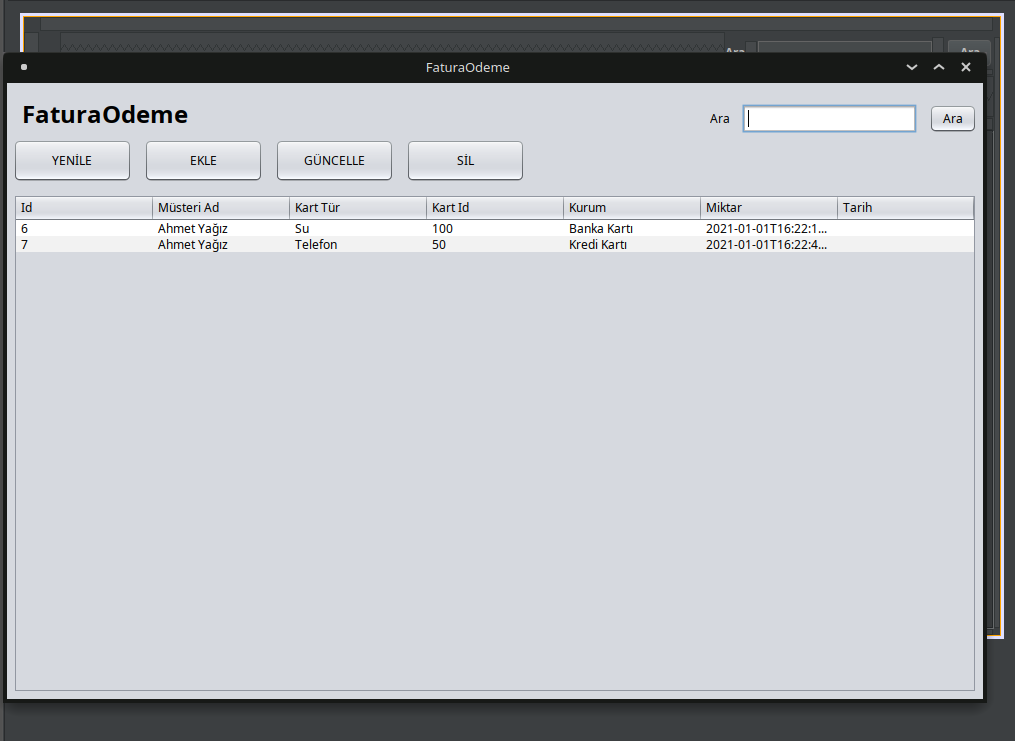 Ara Ara
FaturaOdeme
FaturaOdeme
Ara Ara
YENİLE EKLE GÜNCELLE SİL
Id Müsteri Ad Kart Tür Kart Id Kurum Miktar Tarih
6 Ahmet Yağız Su 100 Banka Kartı 2021-01-01T16:22:1...
7 Ahmet Yağız Telefon 50 Kredi Kartı 2021-01-01T16:22:4...